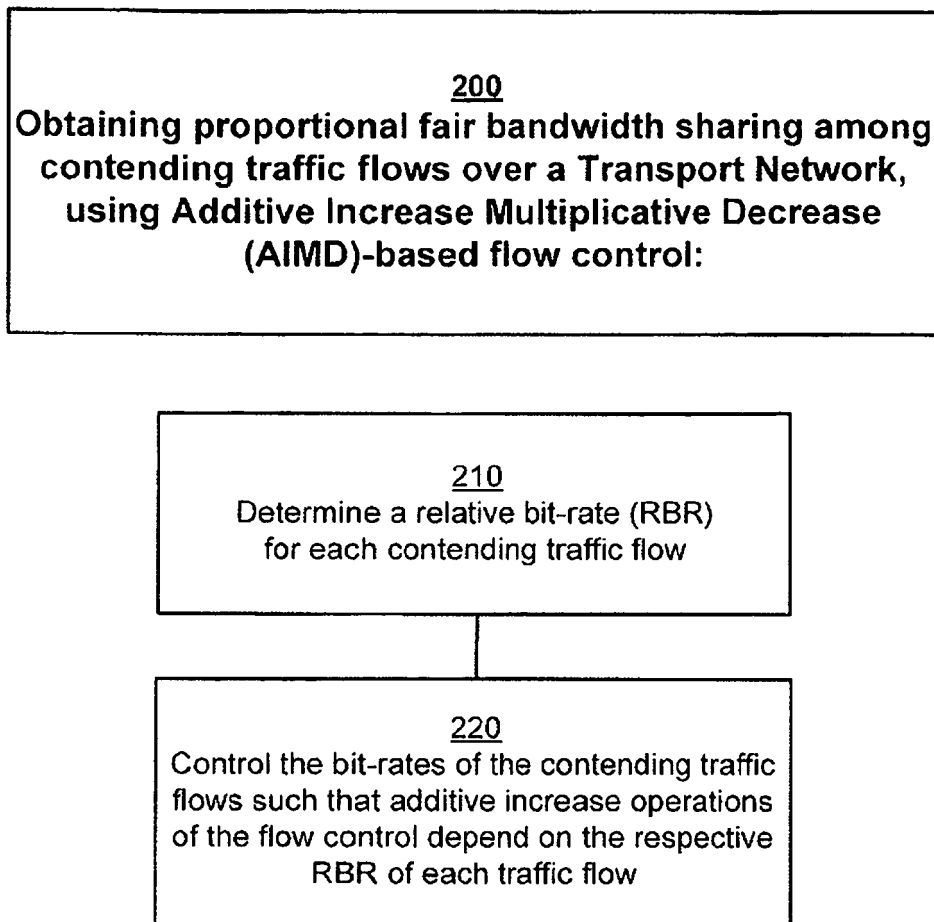 200
Obtaining proportional fair bandwidth sharing among
contending traffic flows over a Transport Network,
using Additive Increase Multiplicative Decrease
(AIMD)-based flow control:
210
Determine a relative bit-rate (RBR)
for each contending traffic flow
220
Control the bit-rates of the contending traffic
flows such that additive increase operations
of the flow control depend on the respective
RBR of each traffic flow